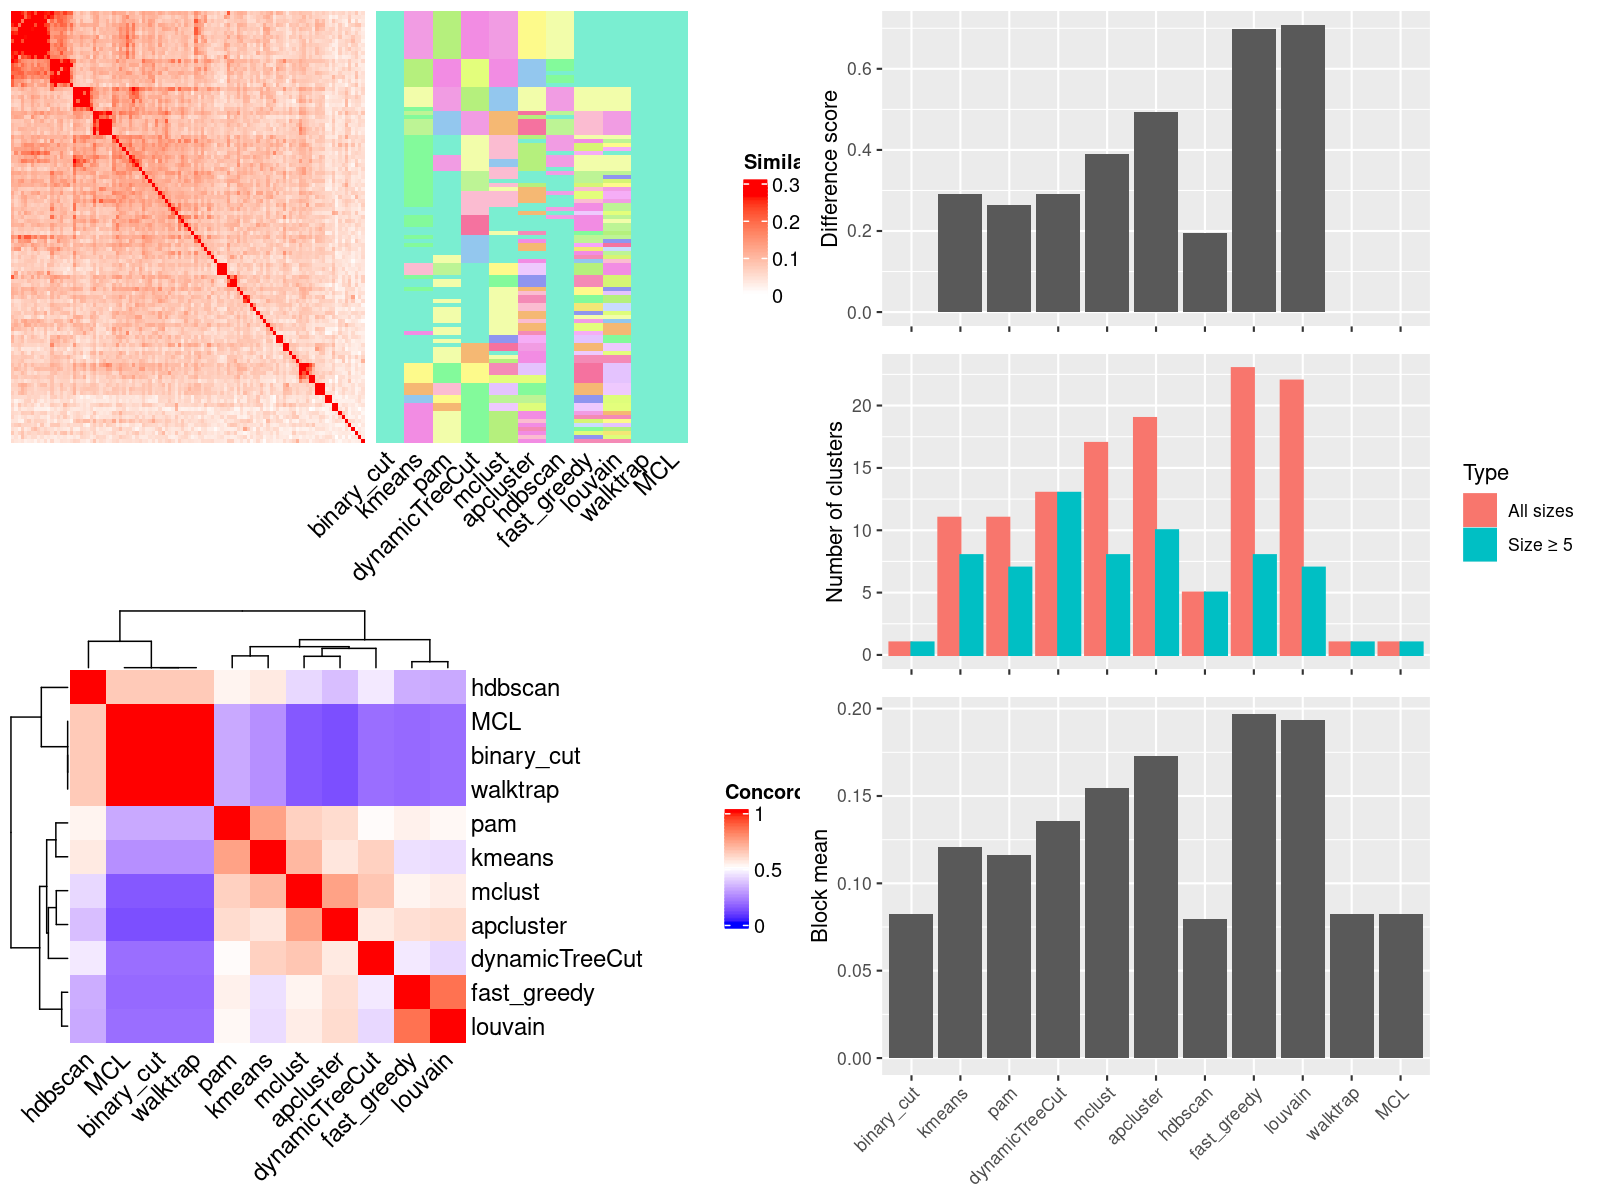 Simila
0.3
0.2
0.1
0
binary_cut
kmeans
pam
dynamicTreeCut
mclust
apcluster
hdbscan
fast_greedy
louvain
walktrap
MCL
Difference score
0.6
0.4
0.2
0.0
Number of clusters
20
15
10
5
0
Type
All sizes
Size ≥ 5
hdbscan
MCL
binary_cut
walktrap
pam
kmeans
mclust
apcluster
dynamicTreeCut
fast_greedy
louvain
hdbscan
MCL
binary_cut
walktrap
pam
kmeans
mclust
apcluster
dynamicTreeCut
fast_greedy
louvain
Concord
1
0.5
0
Block mean
0.20
0.15
0.10
0.05
0.00
binary_cut
kmeans
pam
dynamicTreeCut
mclust
apcluster
hdbscan
fast_greedy
louvain
walktrap
MCL